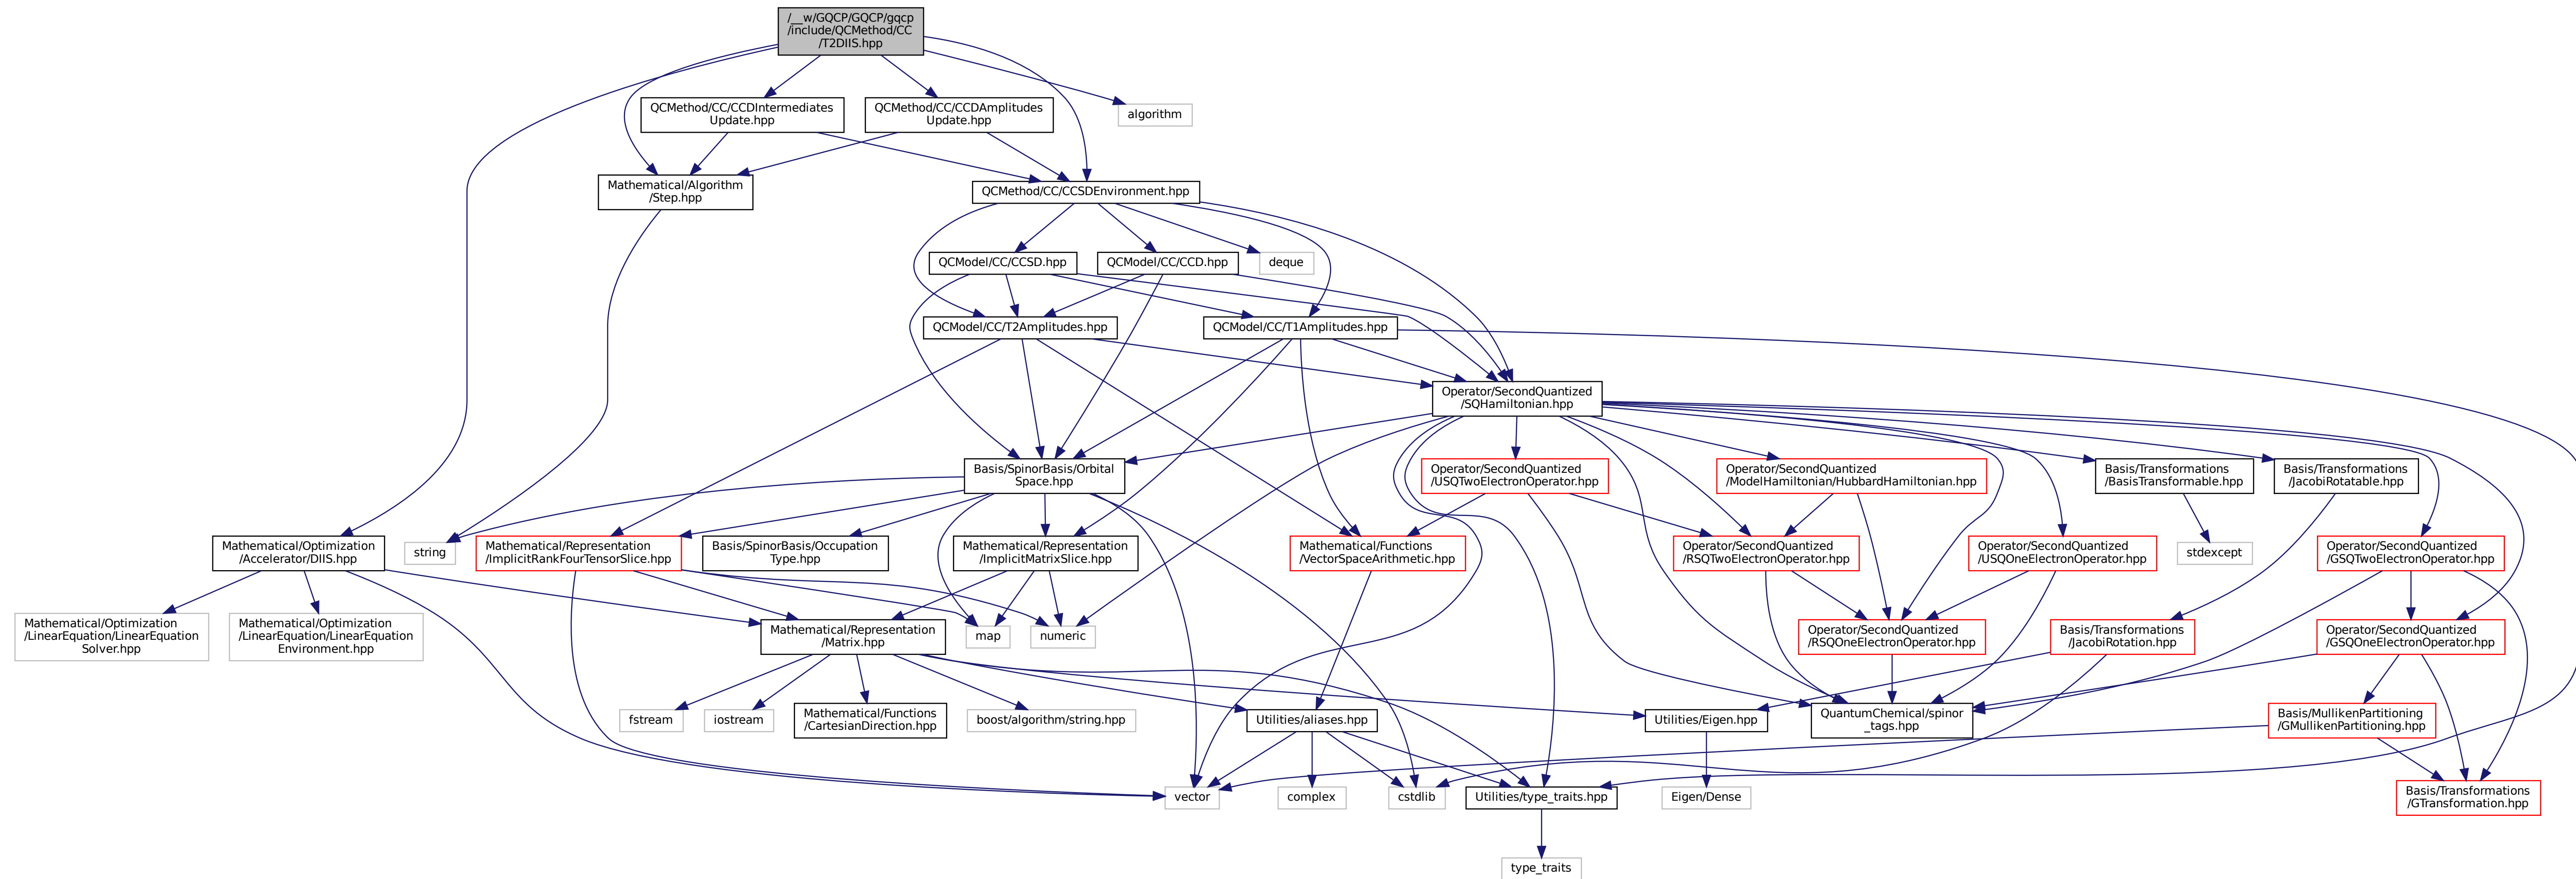 /__w/GQCP/GQCP/gqcp
/include/QCMethod/CC
/T2DIIS.hpp
QCMethod/CC/CCDIntermediates
Update.hpp
QCMethod/CC/CCDAmplitudes
Update.hpp
algorithm
Mathematical/Algorithm
/Step.hpp
QCMethod/CC/CCSDEnvironment.hpp
QCModel/CC/CCSD.hpp
QCModel/CC/CCD.hpp
deque
QCModel/CC/T2Amplitudes.hpp
QCModel/CC/T1Amplitudes.hpp
Operator/SecondQuantized
/SQHamiltonian.hpp
Basis/SpinorBasis/Orbital
Space.hpp
Operator/SecondQuantized
/USQTwoElectronOperator.hpp
Operator/SecondQuantized
/ModelHamiltonian/HubbardHamiltonian.hpp
Basis/Transformations
/BasisTransformable.hpp
Basis/Transformations
/JacobiRotatable.hpp
Mathematical/Optimization
/Accelerator/DIIS.hpp
string
Mathematical/Representation
/ImplicitRankFourTensorSlice.hpp
Basis/SpinorBasis/Occupation
Type.hpp
Mathematical/Representation
/ImplicitMatrixSlice.hpp
Mathematical/Functions
/VectorSpaceArithmetic.hpp
Operator/SecondQuantized
/RSQTwoElectronOperator.hpp
Operator/SecondQuantized
/USQOneElectronOperator.hpp
stdexcept
Operator/SecondQuantized
/GSQTwoElectronOperator.hpp
Mathematical/Optimization
/LinearEquation/LinearEquation
Solver.hpp
Mathematical/Optimization
/LinearEquation/LinearEquation
Environment.hpp
Mathematical/Representation
/Matrix.hpp
map
numeric
Operator/SecondQuantized
/RSQOneElectronOperator.hpp
Basis/Transformations
/JacobiRotation.hpp
Operator/SecondQuantized
/GSQOneElectronOperator.hpp
fstream
iostream
Mathematical/Functions
/CartesianDirection.hpp
boost/algorithm/string.hpp
Utilities/aliases.hpp
Utilities/Eigen.hpp
QuantumChemical/spinor
_tags.hpp
Basis/MullikenPartitioning
/GMullikenPartitioning.hpp
vector
complex
cstdlib
Utilities/type_traits.hpp
Eigen/Dense
Basis/Transformations
/GTransformation.hpp
type_traits